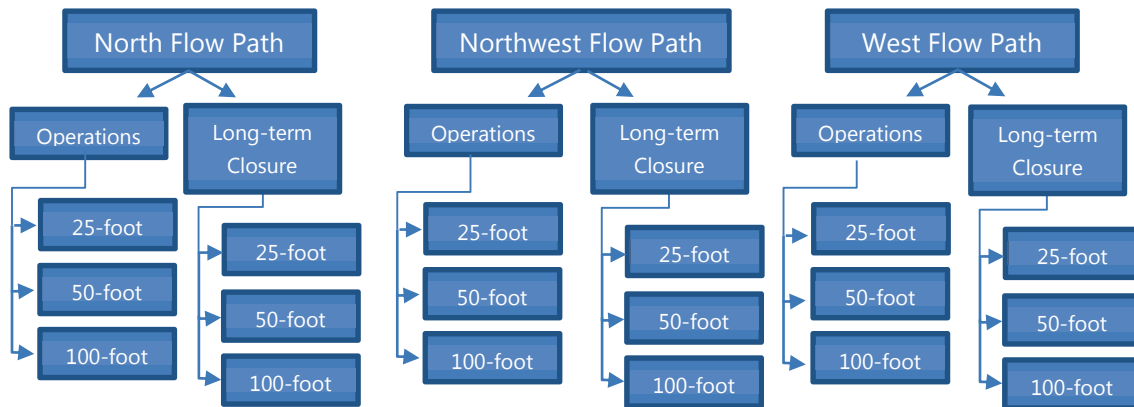 North Flow Path
Operations
25-foot
50-foot
100-foot
Long-term
Closure
25-foot
50-foot
100-foot
Northwest Flow Path
Operations
25-foot
50-foot
100-foot
Long-term
Closure
25-foot
50-foot
100-foot
West Flow Path
Operations
25-foot
50-foot
100-foot
Long-term
Closure
25-foot
50-foot
100-foot